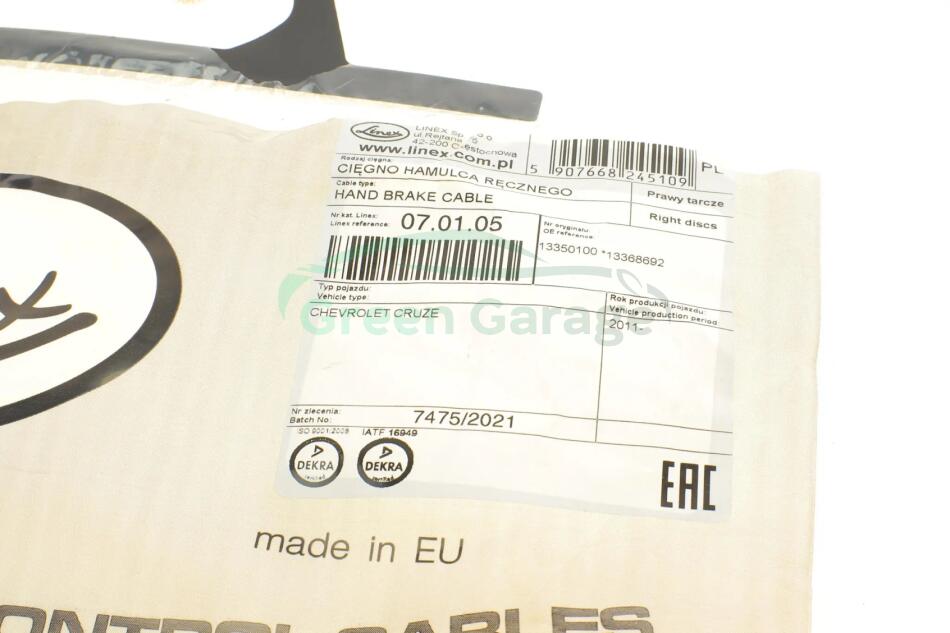 Linex
LINEX Sp. o o
ul. Rejtana
42-200 Częstochowa
www.linex.com.pl
5 907668 245109
PL
Rodzaj cięgna:
CIĘGNO HAMULCA RĘCZNEGO
Cable type:
HAND BRAKE CABLE
Prawy tarcze
Right discs
Nr kat. Linex:
Linex reference: 07.01.05
Nr oryginału:
OE reference:
13350100 *13368692
Typ pojazdu:
Vehicle type:
CHEVROLET CRUZE
Rok produkcji pojazdu:
Vehicle production period:
2011-
Green Garage
Nr zlecenia:
Batch No: 7475/2021
ISO 9001:2008 IATF 16949
DEKRA DEKRA
EAC
made in EU
ONTROL CABLES